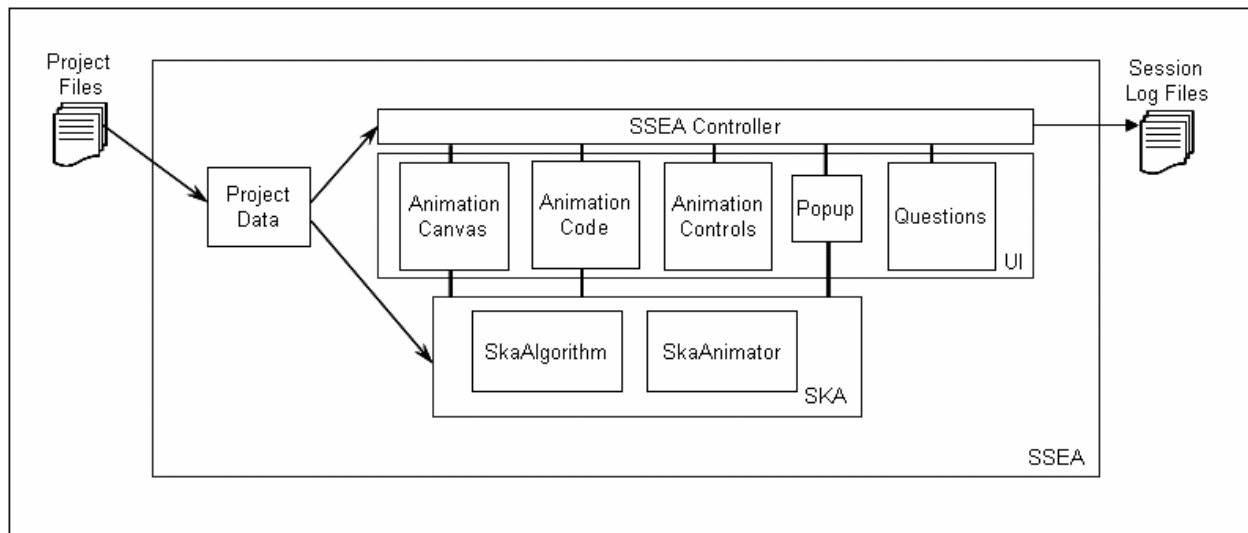 Project
Files
Session
Log Files
SSEA Controller
Project
Data
Animation
Canvas
Animation
Code
Animation
Controls
Popup
Questions
UI
SkaAlgorithm
SkaAnimator
SKA
SSEA